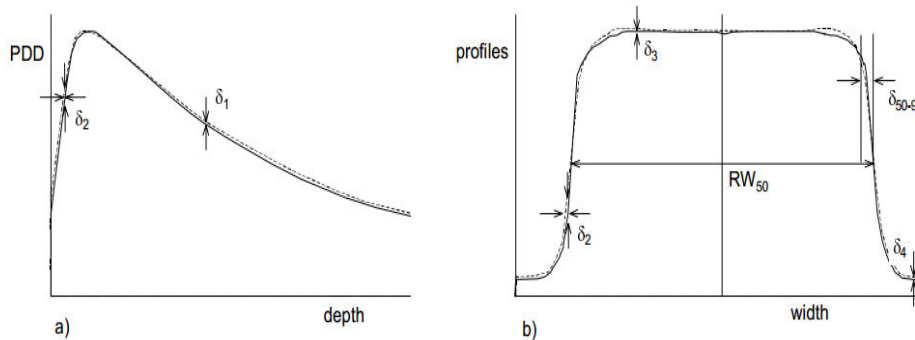 PDD
δ1
δ2
depth
a)
profiles
δ3
δ50-9
RW50
δ2
δ4
width
b)